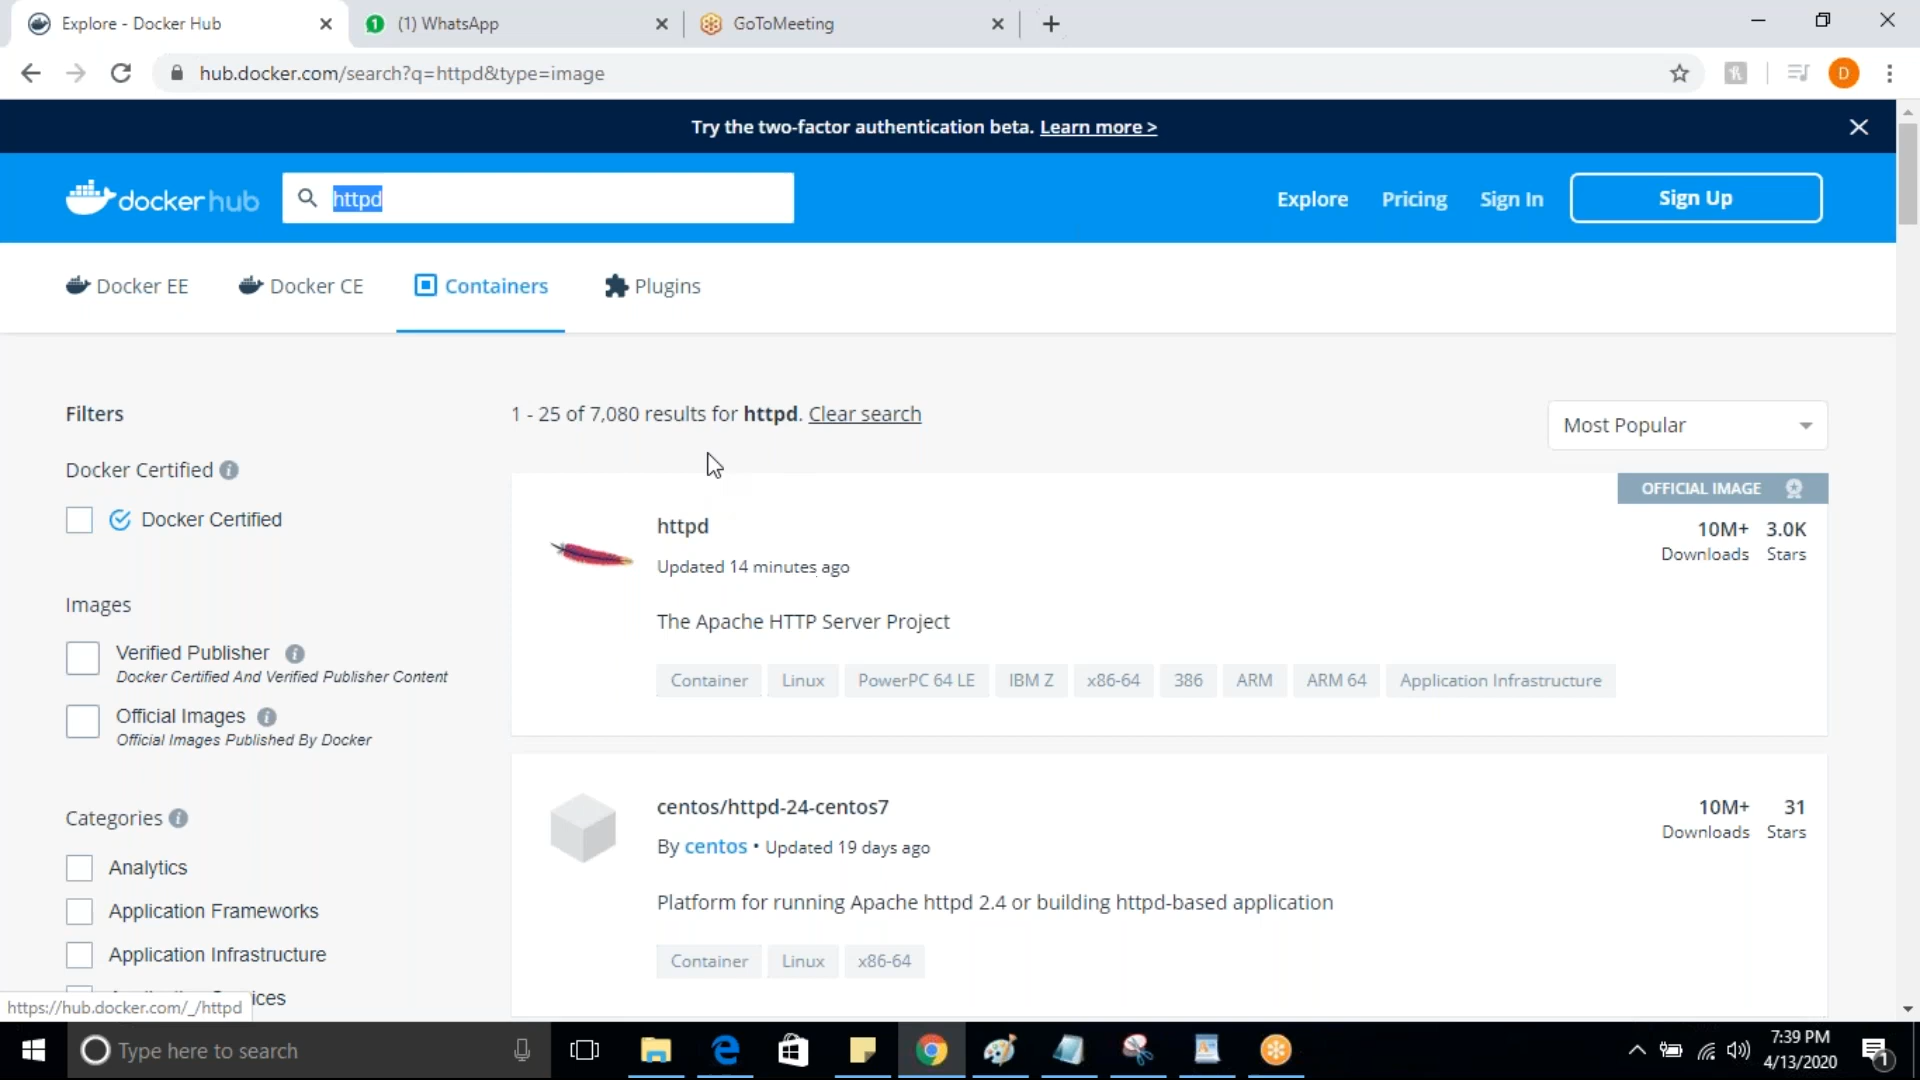 Explore - Docker Hub
1
(1) WhatsApp
GoToMeeting
hub.docker.com/search?q=httpd&type=image
D
Try the two-factor authentication beta. Learn more >
docker hub
httpd
Explore
Pricing
Sign In
Sign Up
Docker EE
Docker CE
Containers
Plugins
Filters
1 - 25 of 7,080 results for httpd. Clear search
Most Popular
Docker Certified
Docker Certified
Images
Verified Publisher
Docker Certified And Verified Publisher Content
Official Images
Official Images Published By Docker
Categories
Analytics
Application Frameworks
Application Infrastructure
ices
OFFICIAL IMAGE
httpd
10M+ 3.0K
Updated 14 minutes ago
Downloads Stars
The Apache HTTP Server Project
Container Linux PowerPC 64 LE IBM Z x86-64 386 ARM ARM 64 Application Infrastructure
centos/httpd-24-centos7
10M+ 31
By centos • Updated 19 days ago
Downloads Stars
Platform for running Apache httpd 2.4 or building httpd-based application
Container Linux x86-64
https://hub.docker.com/_/httpd
Type here to search
7:39 PM
4/13/2020
1